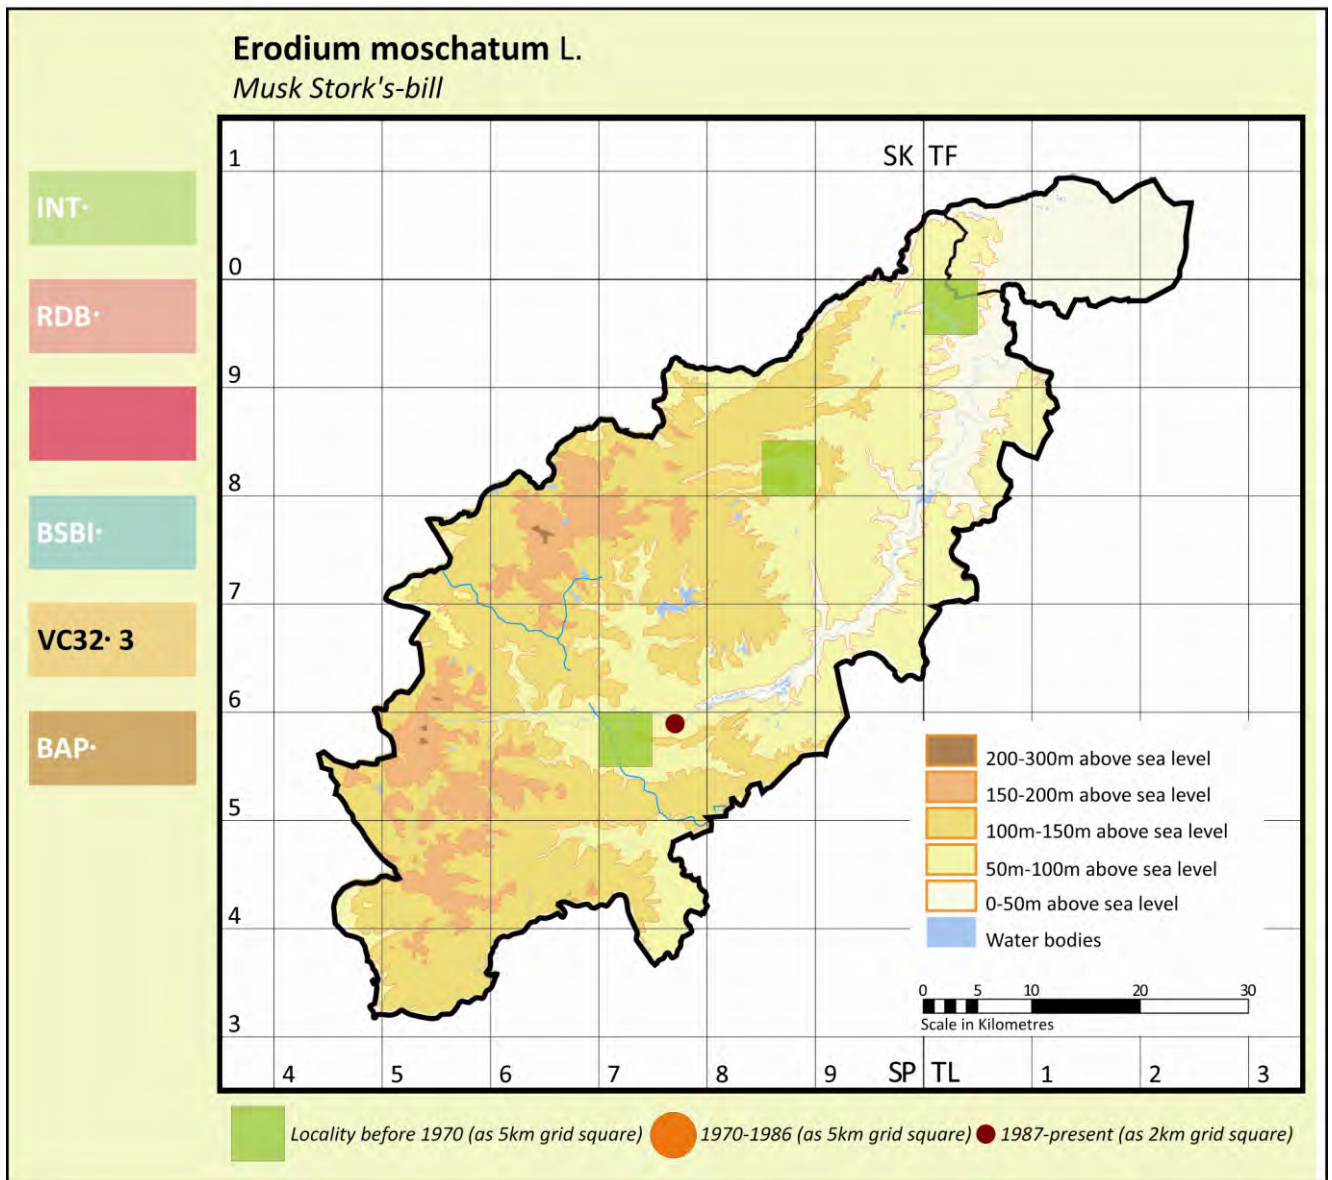 Erodium moschatum L.
Musk Stork's-bill
INT·
RDB·
BSBI·
VC32· 3
BAP·
SK TF
1
0
9
8
7
6
5
4
3
4 5 6 7 8 9 SP TL 1 2 3
200-300m above sea level
150-200m above sea level
100m-150m above sea level
50m-100m above sea level
0-50m above sea level
Water bodies
0 5 10 20 30
Scale in Kilometres
Locality before 1970 (as 5km grid square) 1970-1986 (as 5km grid square) 1987-present (as 2km grid square)